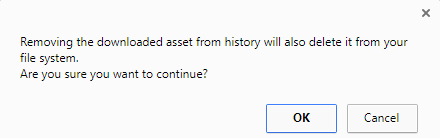 Removing the downloaded asset from history will also delete it from your
file system.
Are you sure you want to continue?
OK Cancel